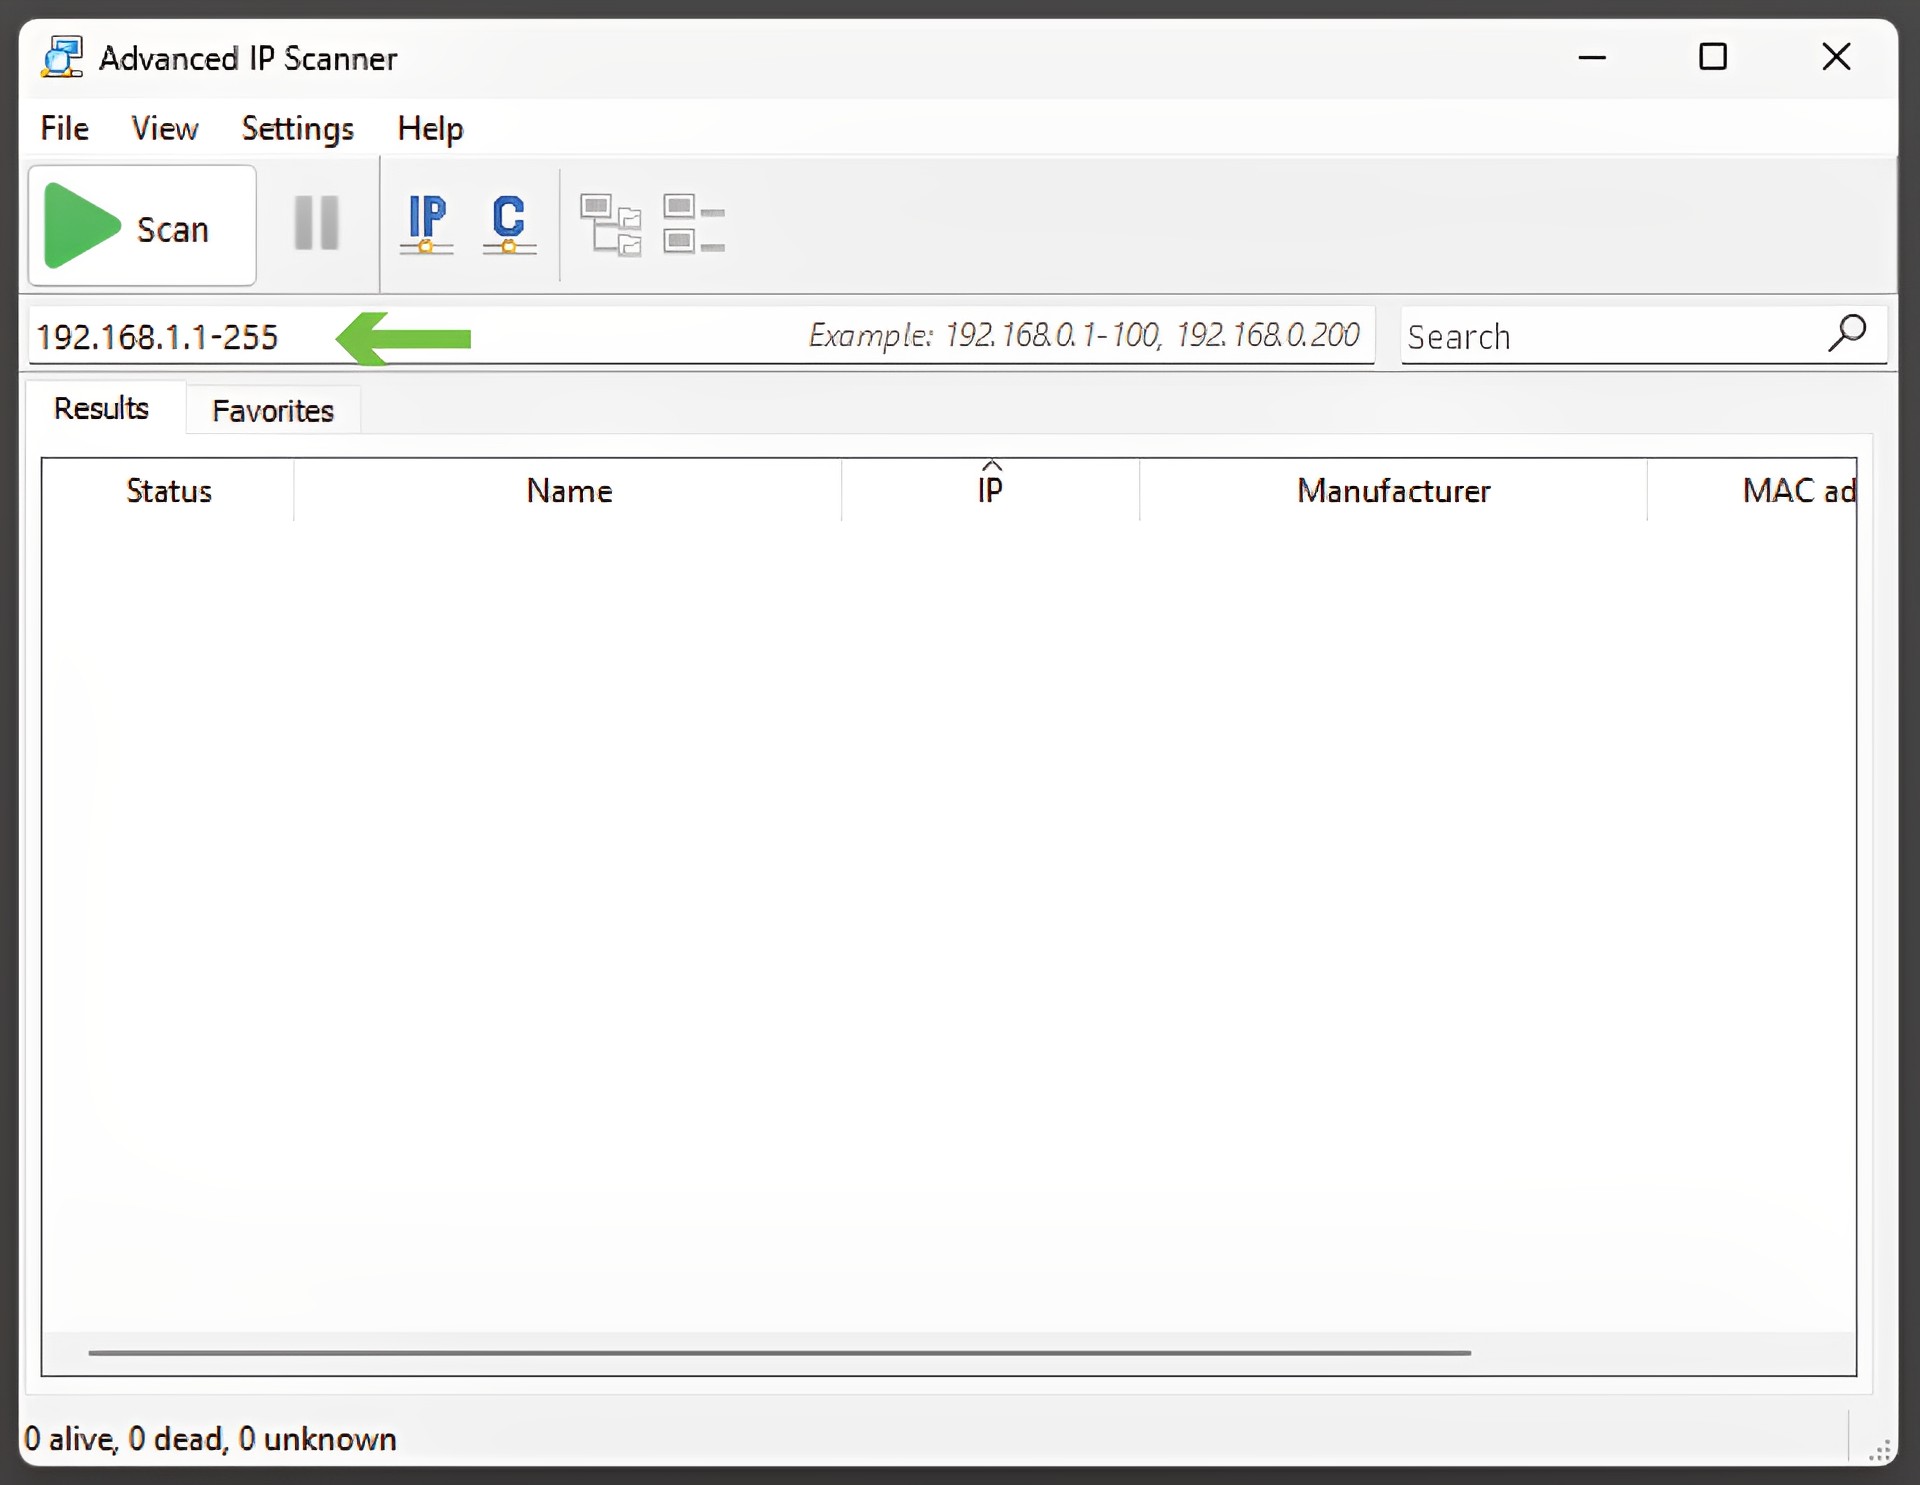 Advanced IP Scanner
File View Settings Help
Scan IP C
192.168.1.1-255 Example: 192.168.0.1-100, 192.168.0.200 Search
Results Favorites
Status Name IP Manufacturer MAC ad
0 alive, 0 dead, 0 unknown